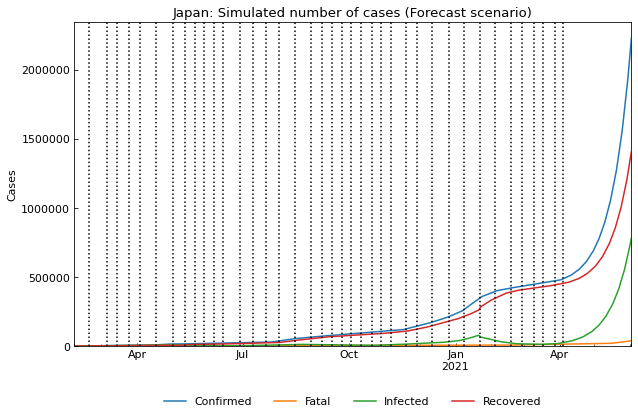 Japan: Simulated number of cases (Forecast scenario)
Cases
2000000
1500000
1000000
500000
0
Apr Jul Oct Jan Apr
2021
Confirmed Fatal Infected Recovered